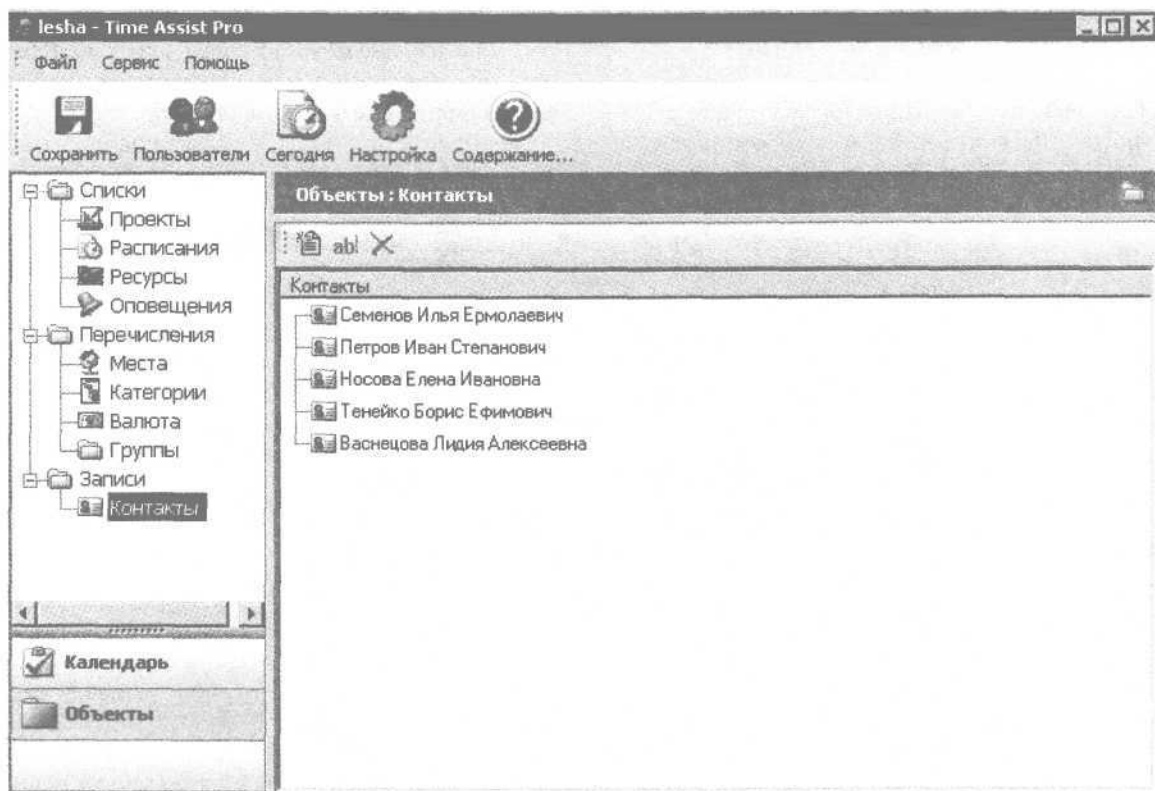 lesha - Time Assist Pro
Файл Сервис Помощь
Сохранить Пользователи Сегодня Настройка Содержание...
Списки
Проекты
Расписания
Ресурсы
Оповещения
Перечисления
Места
Категории
Валюта
Группы
Записи
Контакты
Календарь
Объекты
Объекты : Контакты
ab
Контакты
Семенов Илья Ермолаевич
Петров Иван Степанович
Носова Елена Ивановна
Тенейко Борис Ефимович
Васнецова Лидия Алексеевна